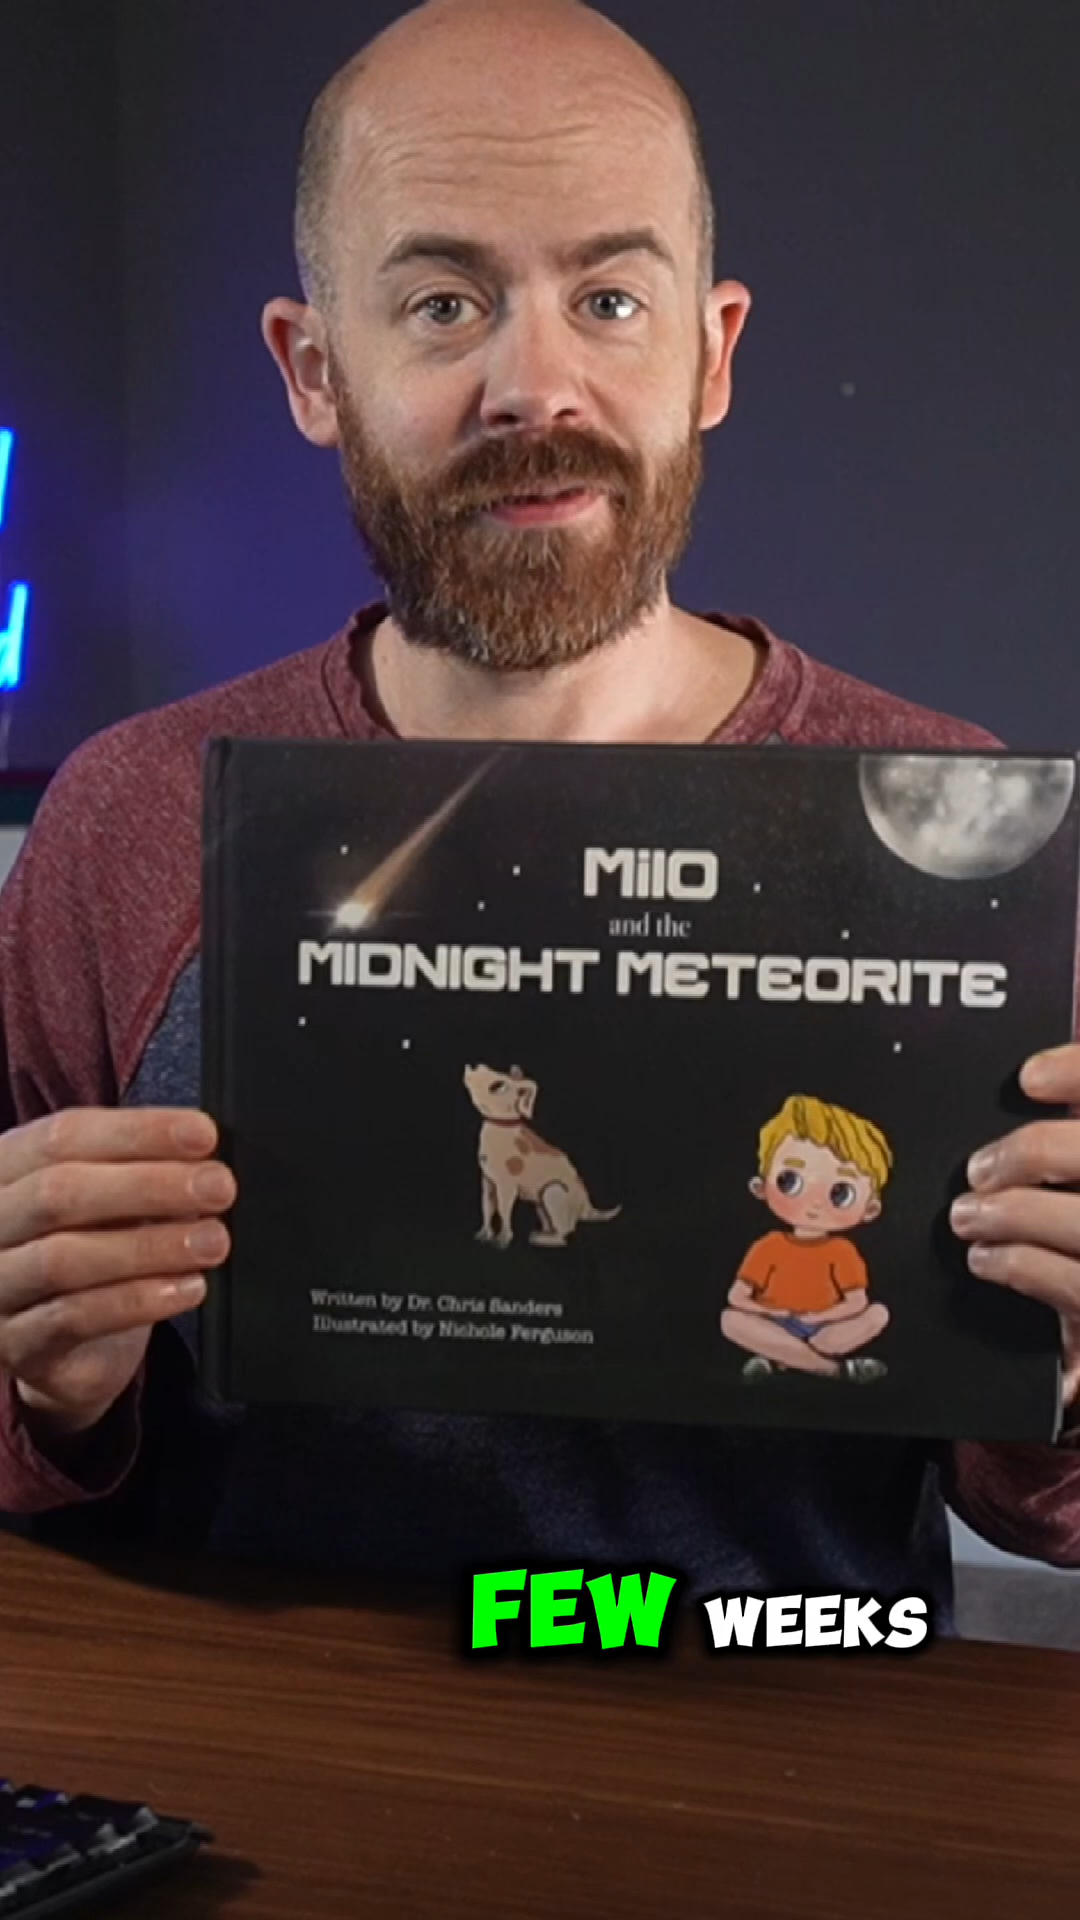 MilO
and the
MIDNIGHT METEORITE
Written by Dr. Chris Sanders
Illustrated by Nichole Ferguson
FEW WEEKS